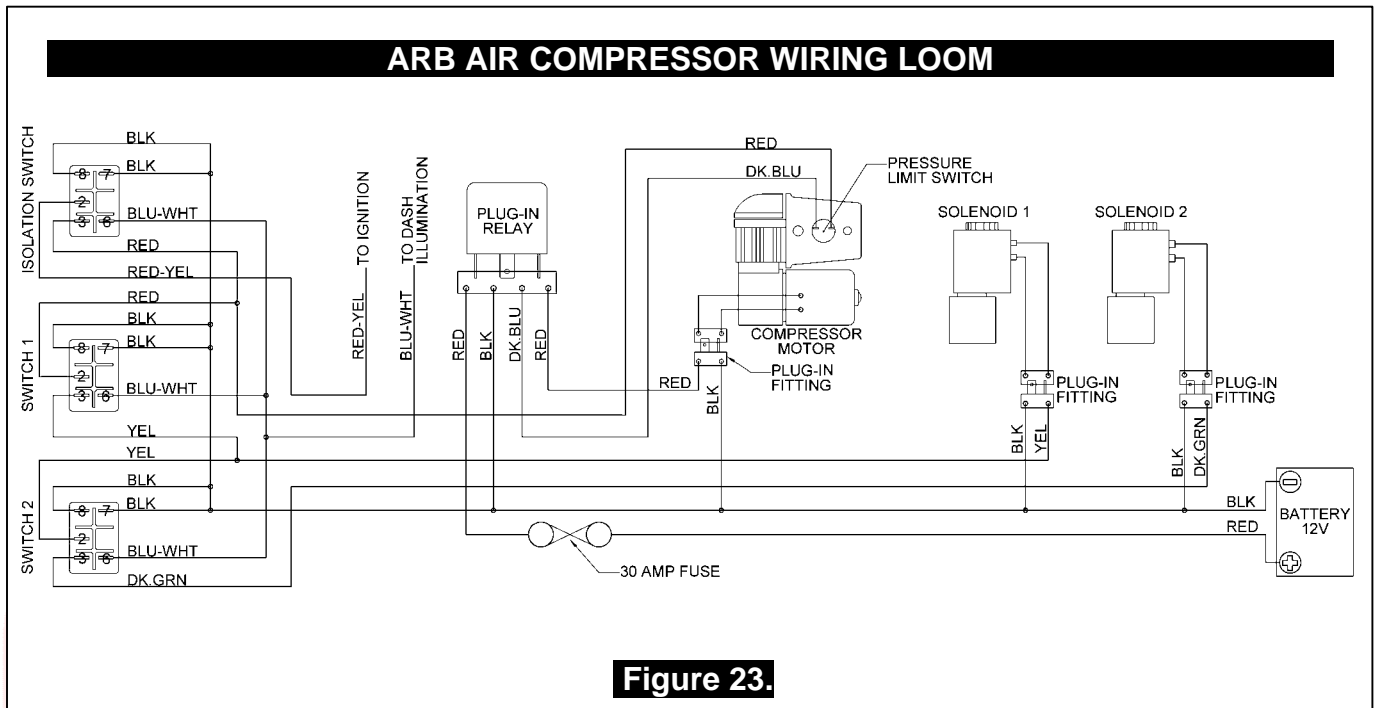 ARB AIR COMPRESSOR WIRING LOOM
ISOLATION SWITCH
BLK
8 7
BLK
2
BLU-WHT
3 6
RED
RED-YEL
SWITCH 1
RED
BLK
8 7
BLK
2
BLU-WHT
3 6
YEL
SWITCH 2
YEL
BLK
8 7
BLK
2
BLU-WHT
3 6
DK.GRN
RED-YEL
TO IGNITION
BLU-WHT
TO DASH
ILLUMINATION
PLUG-IN
RELAY
RED
BLK
DK.BLU
RED
RED
DK.BLU
PRESSURE
LIMIT SWITCH
COMPRESSOR
MOTOR
PLUG-IN
FITTING
RED
BLK
SOLENOID 1
PLUG-IN
FITTING
BLK
YEL
SOLENOID 2
PLUG-IN
FITTING
BLK
DK.GRN
BLK
RED
BATTERY
12V
30 AMP FUSE
Figure 23.